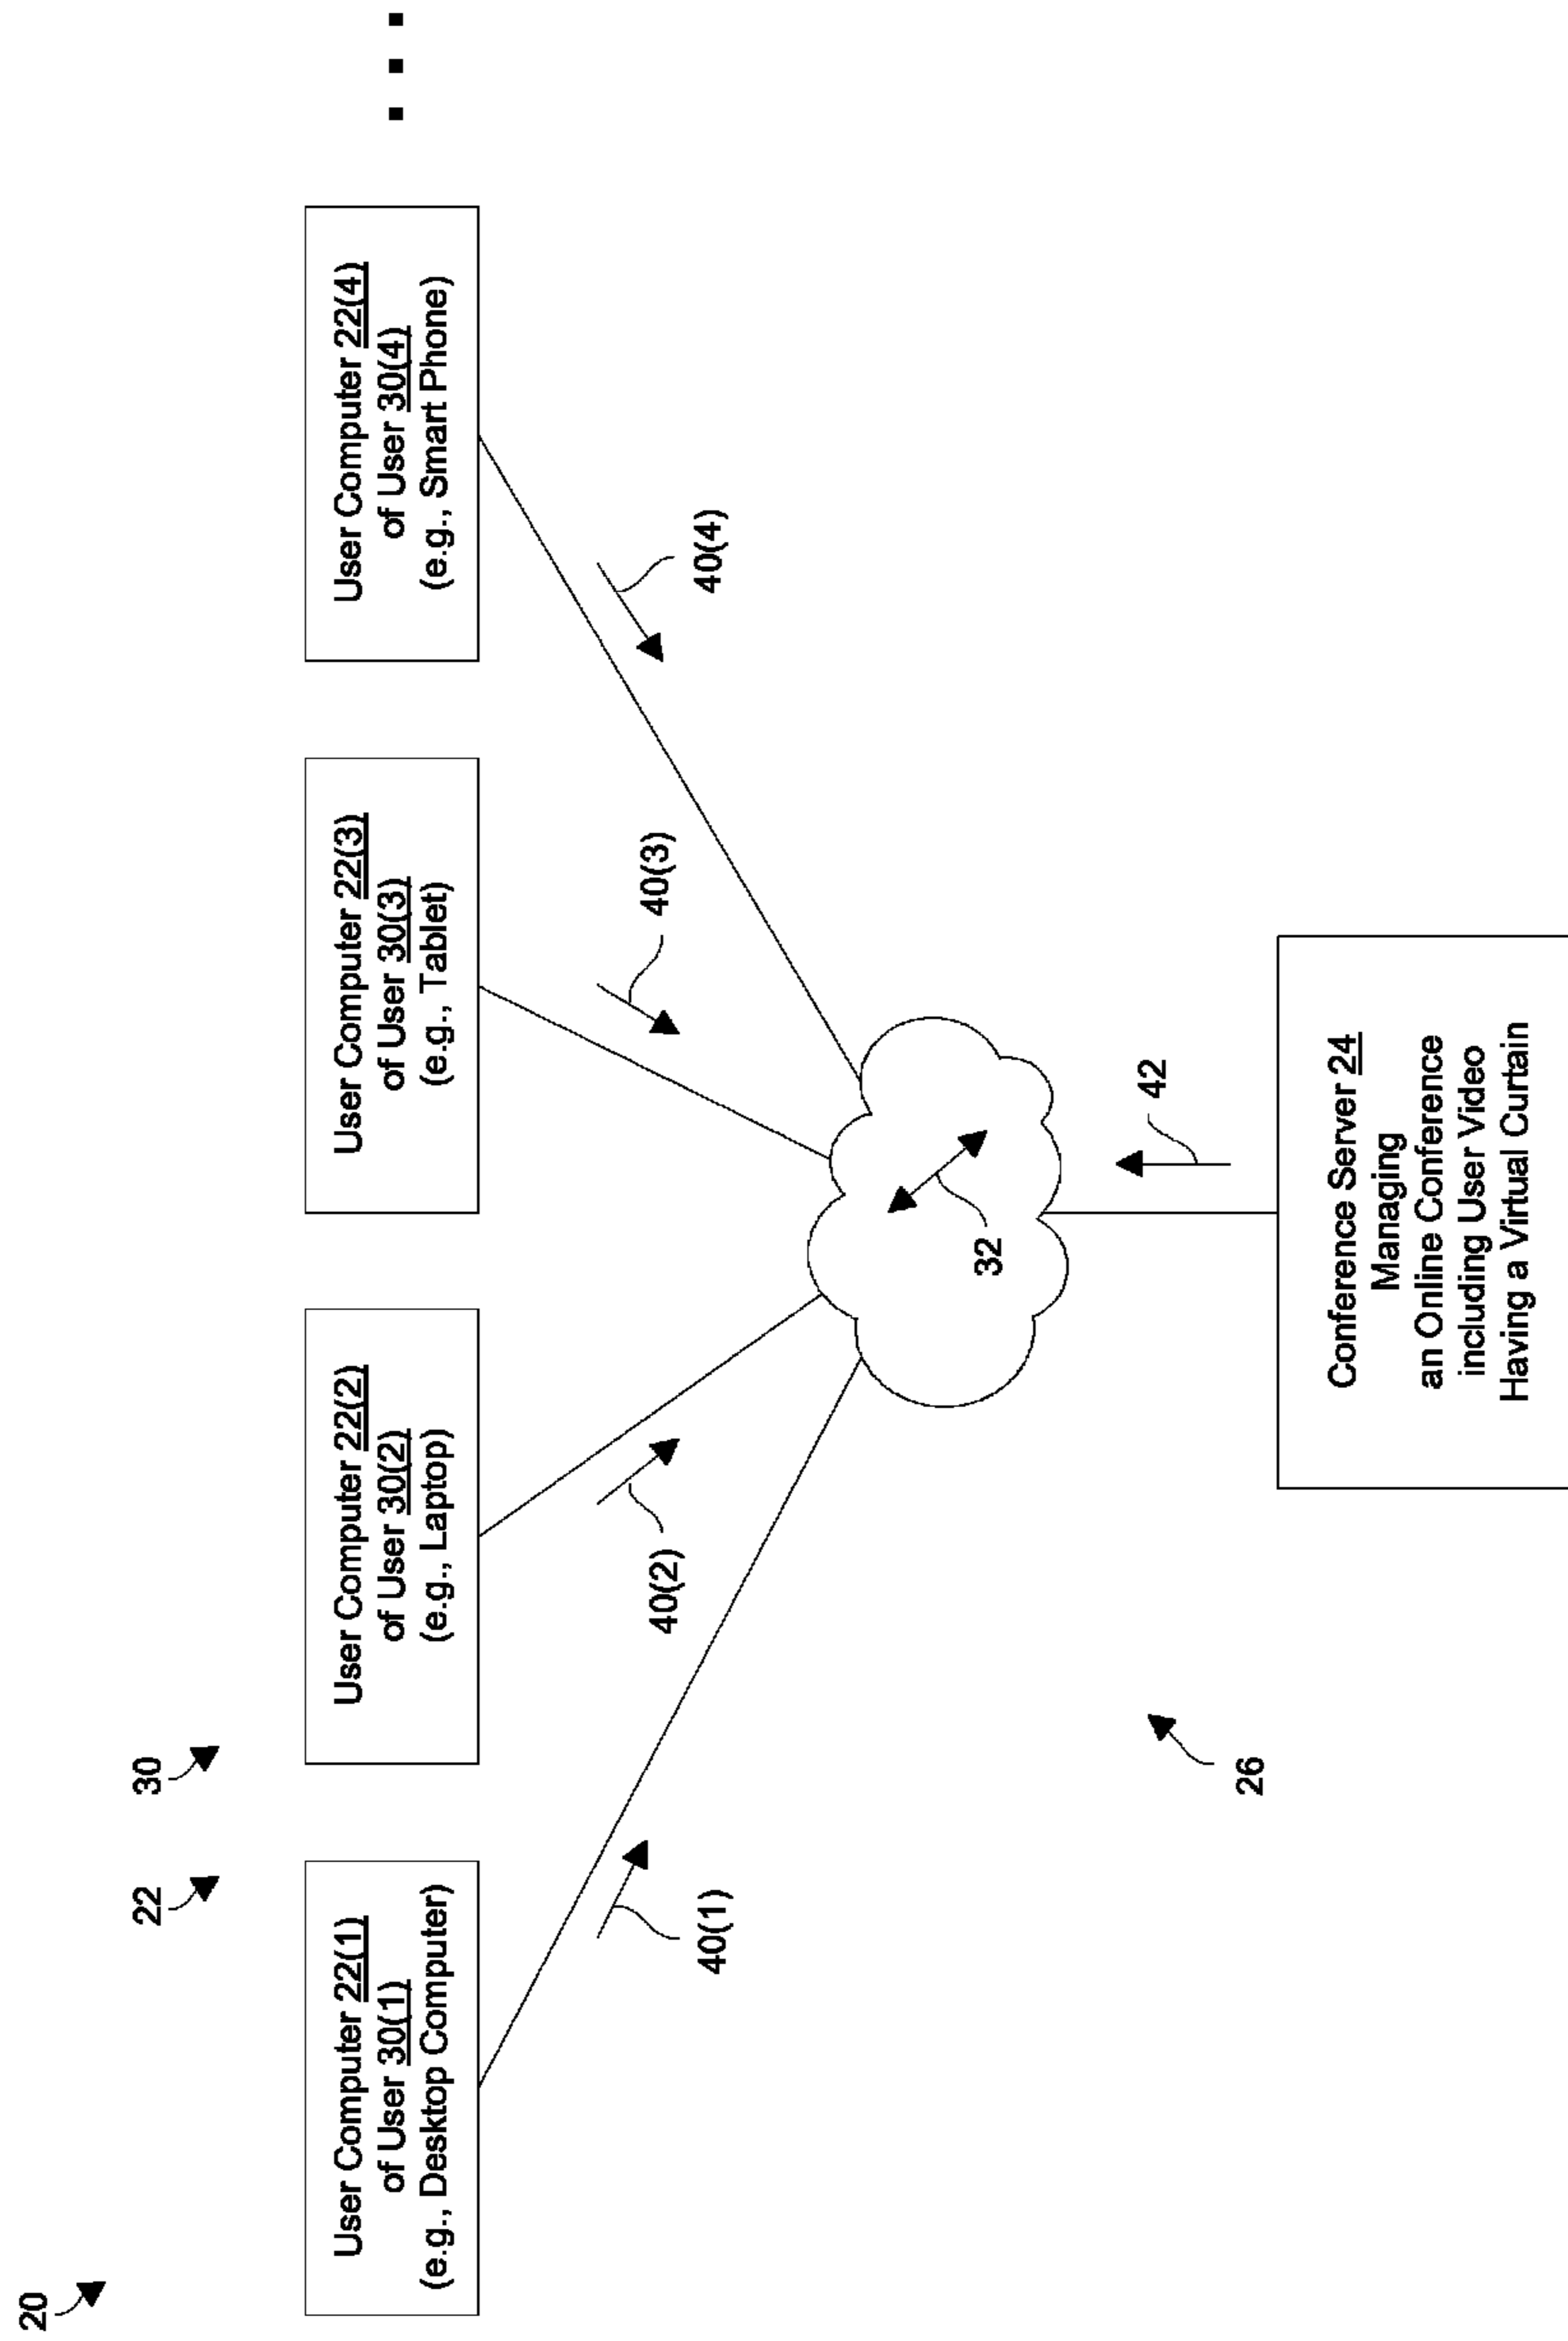 20
22
30
User Computer 22(1)
of User 30(1)
(e.g., Desktop Computer)
User Computer 22(2)
of User 30(2)
(e.g., Laptop)
User Computer 22(3)
of User 30(3)
(e.g., Tablet)
User Computer 22(4)
of User 30(4)
(e.g., Smart Phone)
40(1)
40(2)
40(3)
40(4)
32
26
42
Conference Server 24
Managing
an Online Conference
including User Video
Having a Virtual Curtain